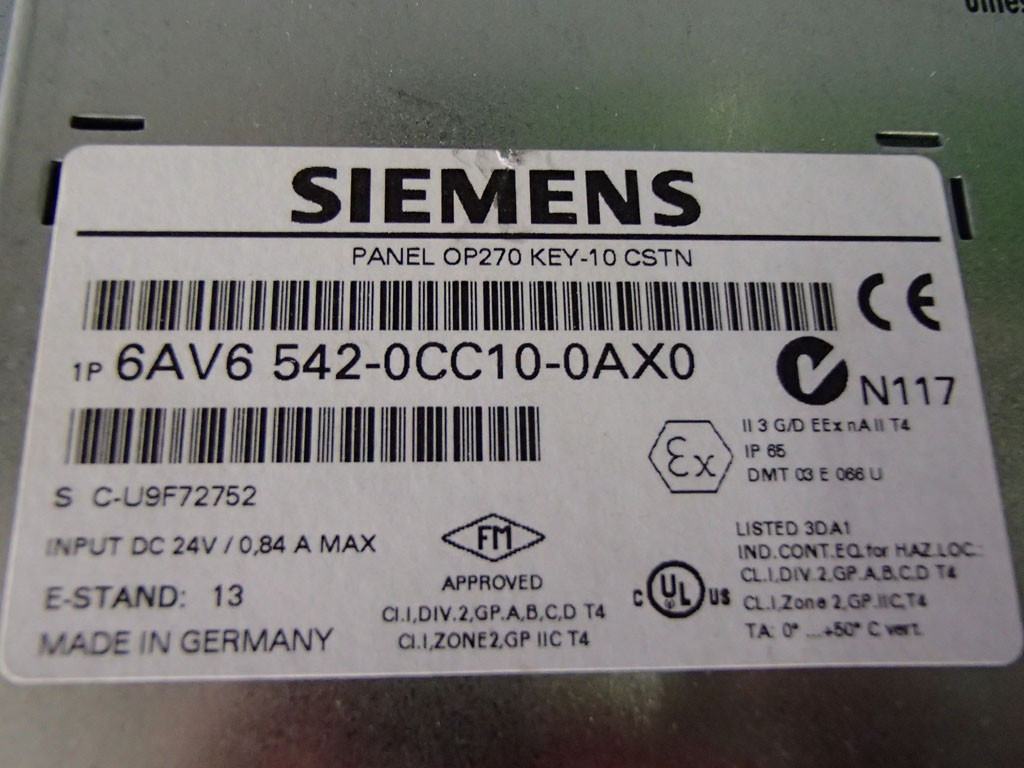 SIEMENS
PANEL OP270 KEY-10 CSTN
CE
1P 6AV6 542-0CC10-0AX0
N117
Ex
II 3 G/D EEx nA II T4
IP 65
DMT 03 E 066 U
S C-U9F72752
INPUT DC 24V / 0,84 A MAX
E-STAND: 13
MADE IN GERMANY
FM
APPROVED
CI.I,DIV.2,GP.A,B,C,D T4
CI.I,ZONE2,GP IIC T4
C UL US
LISTED 3DA1
IND.CONT.EQ.for HAZ.LOC.:
CL.I,DIV.2,GP.A,B,C,D T4
CL.I,Zone 2,GP.IIC,T4
TA: 0° ...+50° C vert.